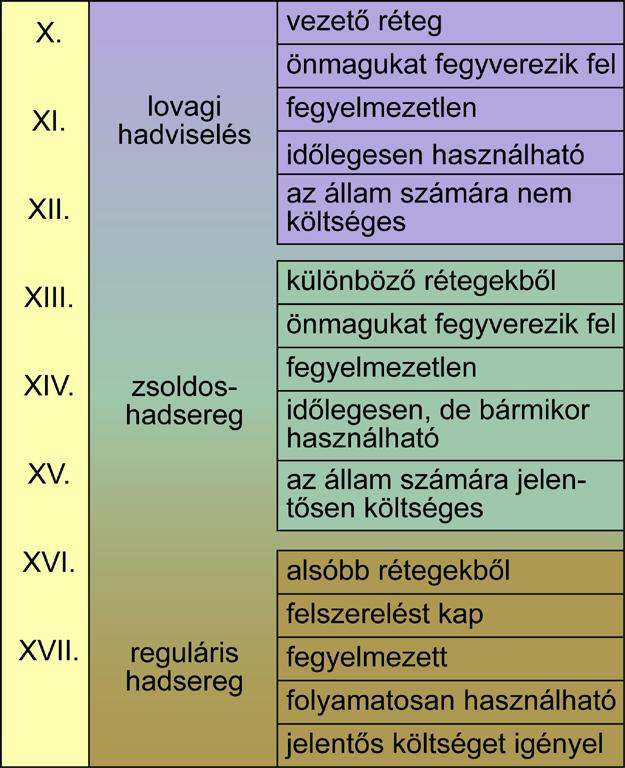 X.
XI.
XII.
XIII.
XIV.
XV.
XVI.
XVII.
lovagi
hadviselés
vezető réteg
önmagukat fegyverezik fel
fegyelmezetlen
időlegesen használható
az állam számára nem
költséges
zsoldos-
hadsereg
különböző rétegekből
önmagukat fegyverezik fel
fegyelmezetlen
időlegesen, de bármikor
használható
az állam számára jelen-
tősen költséges
reguláris
hadsereg
alsóbb rétegekből
felszerelést kap
fegyelmezett
folyamatosan használható
jelentős költséget igényel